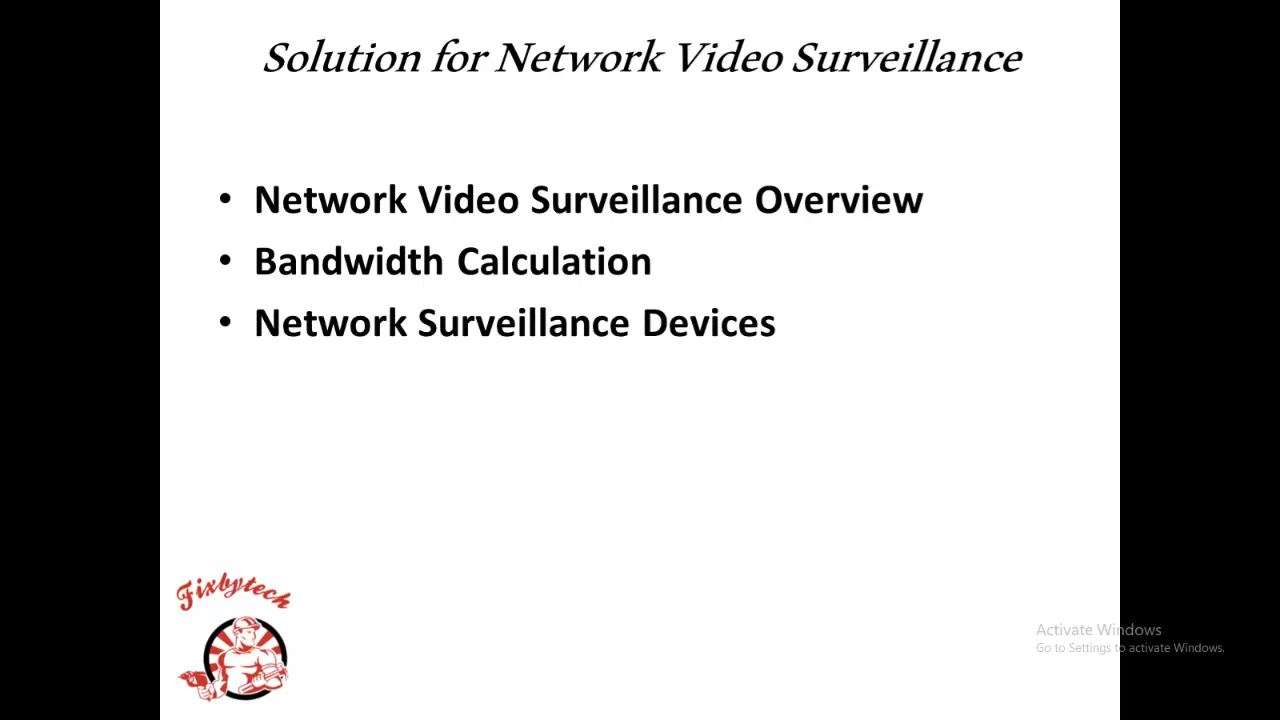 Solution for Network Video Surveillance
• Network Video Surveillance Overview
• Bandwidth Calculation
• Network Surveillance Devices
Fixbytech
Activate Windows
Go to Settings to activate Windows.